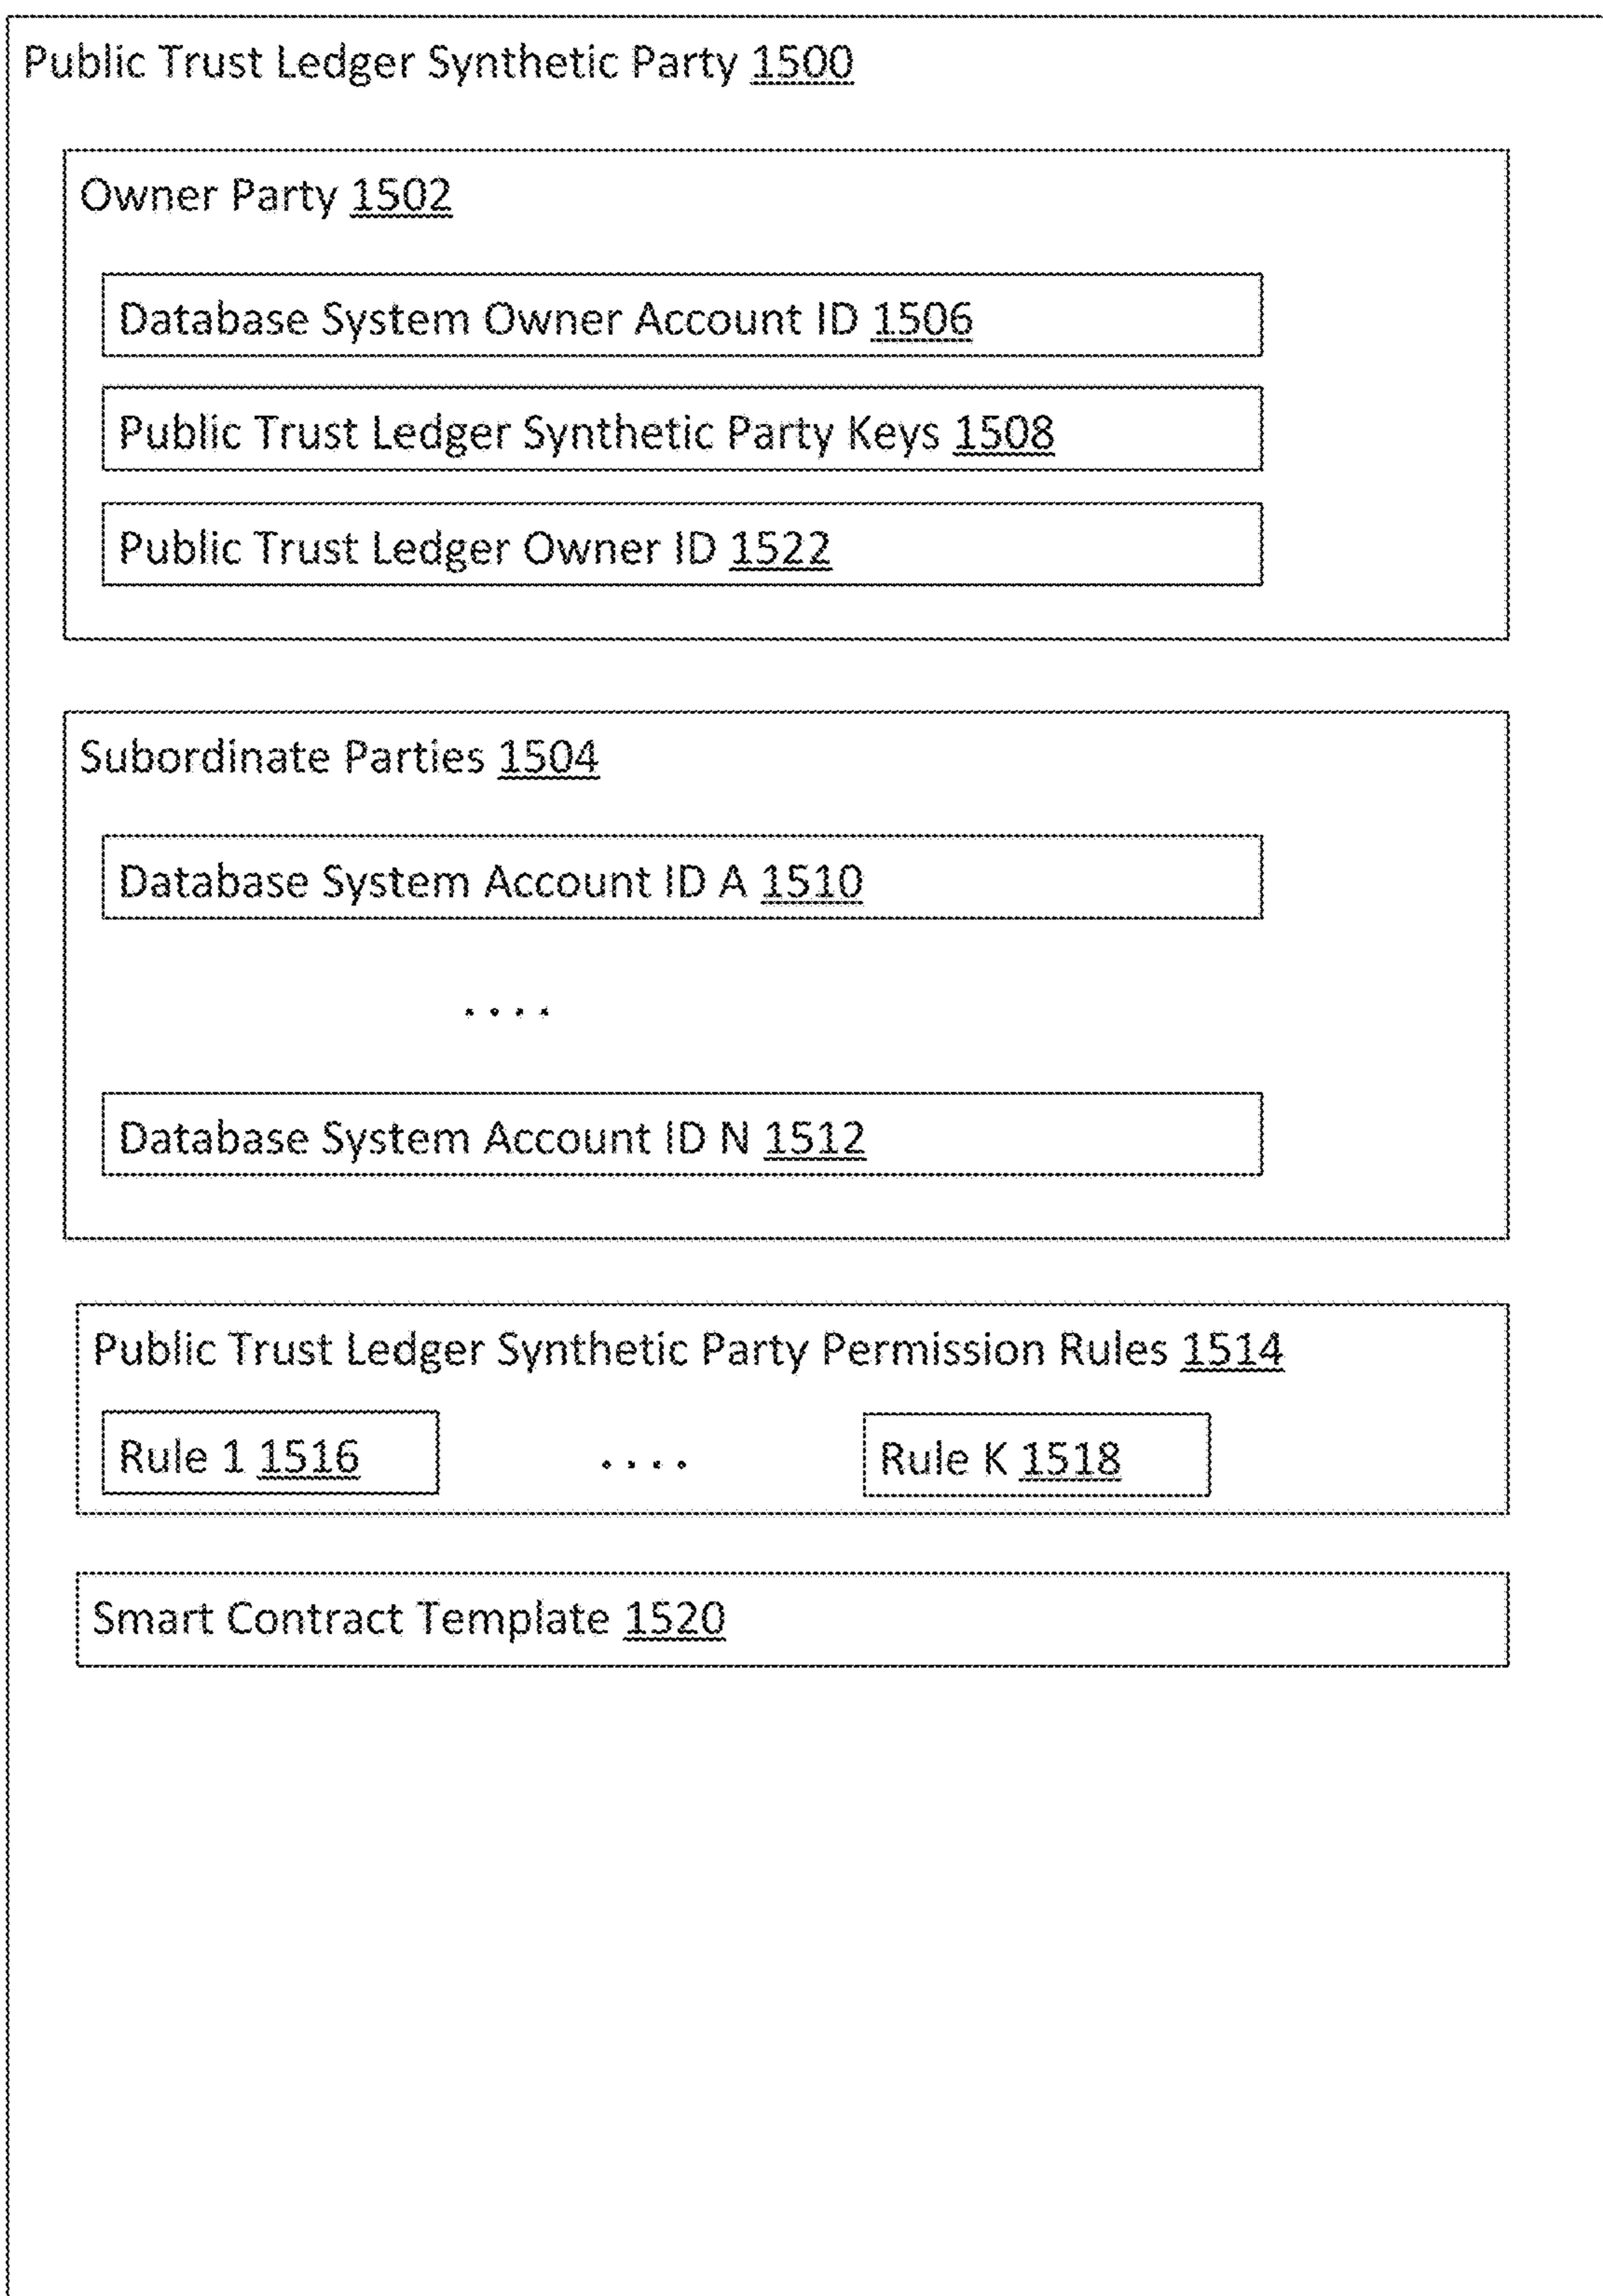 Public Trust Ledger Synthetic Party 1500
Owner Party 1502
Database System Owner Account ID 1506
Public Trust Ledger Synthetic Party Keys 1508
Public Trust Ledger Owner ID 1522
Subordinate Parties 1504
Database System Account ID A 1510
....
Database System Account ID N 1512
Public Trust Ledger Synthetic Party Permission Rules 1514
Rule 1 1516 .... Rule K 1518
Smart Contract Template 1520